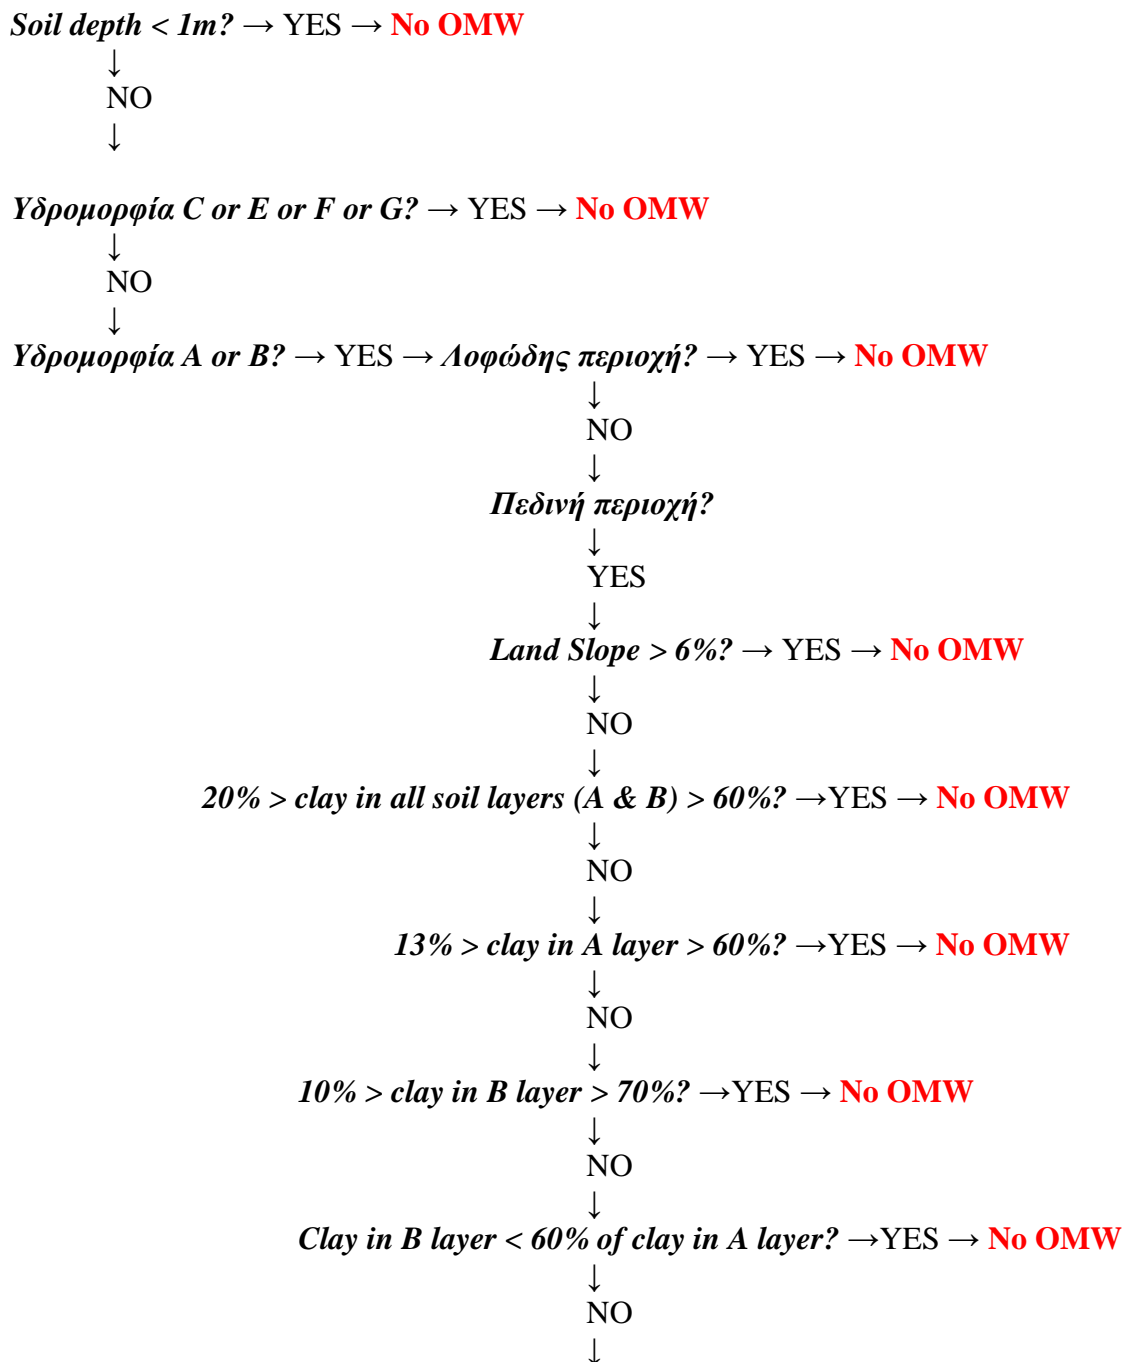 Soil depth < 1m? → YES → No OMW
↓
NO
↓
Υδρομορφία C or E or F or G? → YES → No OMW
↓
NO
↓
Υδρομορφία A or B? → YES → Λοφώδης περιοχή? → YES → No OMW
↓
NO
↓
Πεδινή περιοχή?
↓
YES
↓
Land Slope > 6%? → YES → No OMW
↓
NO
↓
20% > clay in all soil layers (A & B) > 60%? →YES → No OMW
↓
NO
↓
13% > clay in A layer > 60%? →YES → No OMW
↓
NO
↓
10% > clay in B layer > 70%? →YES → No OMW
↓
NO
↓
Clay in B layer < 60% of clay in A layer? →YES → No OMW
↓
NO
↓